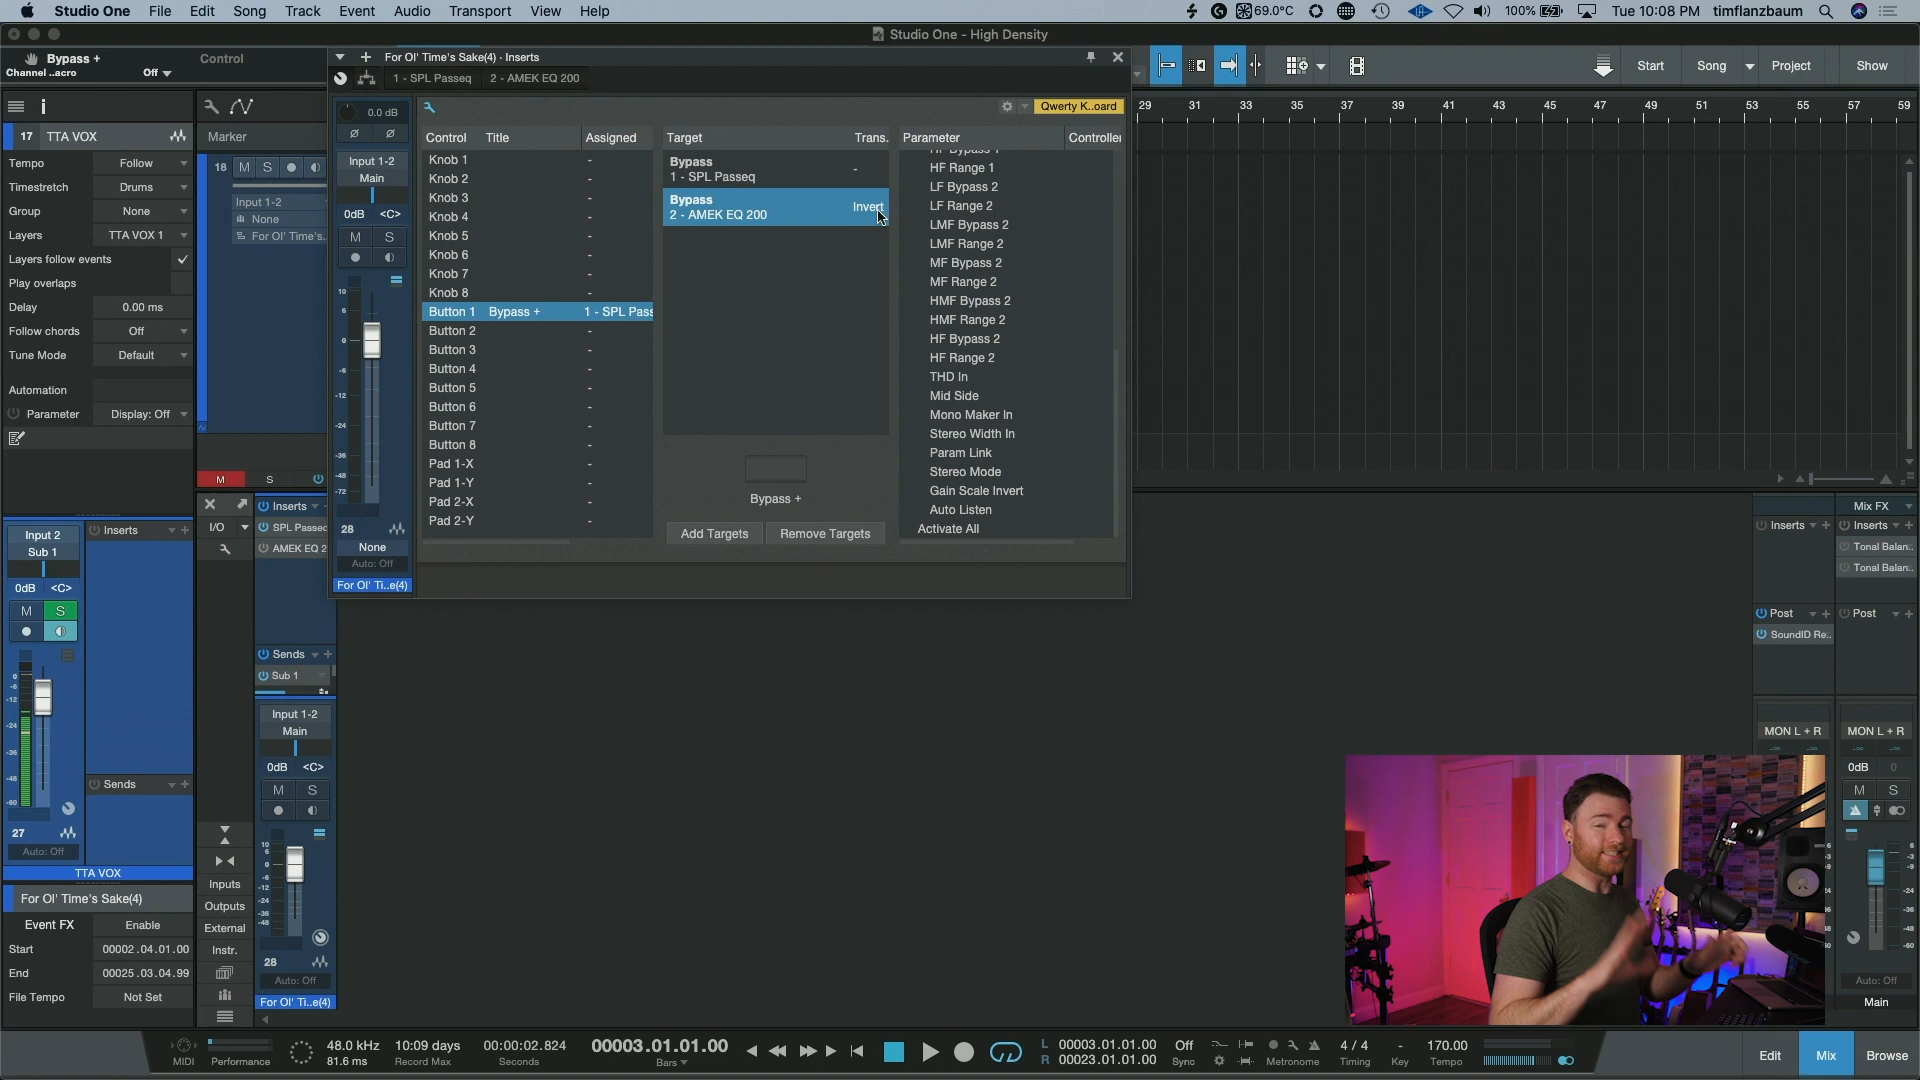 Studio One File Edit Song Track Event Audio Transport View Help
69.0°C 100% Tue 10:08 PM timflanzbaum
Studio One - High Density
Bypass + Control
Channel ..acro Off
For Ol' Time's Sake(4) · Inserts
1 - SPL Passeq 2 - AMEK EQ 200
Start Song Project Show
17 TTA VOX
Tempo Follow
Timestretch Drums
Group None
Layers TTA VOX 1
Layers follow events
Play overlaps
Delay 0.00 ms
Follow chords Off
Tune Mode Default
Automation
Parameter Display: Off
Marker
18 M S
Input 1-2
None
For Ol' Time's..
M S
0.0 dB
Input 1-2
Main
0dB <C>
M S
10
6
0
-6
-12
-24
-36
-48
-72
28
None
Auto: Off
For Ol' Ti..e(4)
Qwerty K..oard
Control Title Assigned
Knob 1 -
Knob 2 -
Knob 3 -
Knob 4 -
Knob 5 -
Knob 6 -
Knob 7 -
Knob 8 -
Button 1 Bypass + 1 - SPL Pass
Button 2 -
Button 3 -
Button 4 -
Button 5 -
Button 6 -
Button 7 -
Button 8 -
Pad 1-X -
Pad 1-Y -
Pad 2-X -
Pad 2-Y -
Target Trans.
Bypass
1 - SPL Passeq -
Bypass
2 - AMEK EQ 200 Invert
Bypass +
Add Targets Remove Targets
Parameter Controller
HF Bypass 1
HF Range 1
LF Bypass 2
LF Range 2
LMF Bypass 2
LMF Range 2
MF Bypass 2
MF Range 2
HMF Bypass 2
HMF Range 2
HF Bypass 2
HF Range 2
THD In
Mid Side
Mono Maker In
Stereo Width In
Param Link
Stereo Mode
Gain Scale Invert
Auto Listen
Activate All
29 31 33 35 37 39 41 43 45 47 49 51 53 55 57 59
Input 2
Sub 1
0dB <C>
M S
27
Auto: Off
Inserts
Sends
TTA VOX
For Ol' Time's Sake(4)
Event FX Enable
Start 00002.04.01.00
End 00025.03.04.99
File Tempo Not Set
I/O
Inputs
Outputs
External
Instr.
Inserts
SPL Passeq
AMEK EQ 2
Sends
Sub 1
Input 1-2
Main
0dB <C>
M S
28
Auto: Off
For Ol' Ti..e(4)
Mix FX
Inserts Inserts
Tonal Balan..
Tonal Balan..
Post Post
SoundID Re..
MON L + R MON L + R
0dB 0
M S
Auto: Off
Main
MIDI Performance
48.0 kHz
81.6 ms
10:09 days
Record Max
00:00:02.824
Seconds
00003.01.01.00
Bars
L 00003.01.01.00
R 00023.01.01.00
Off
Sync
Metronome
4 / 4
Timing
-
Key
170.00
Tempo
Edit Mix Browse